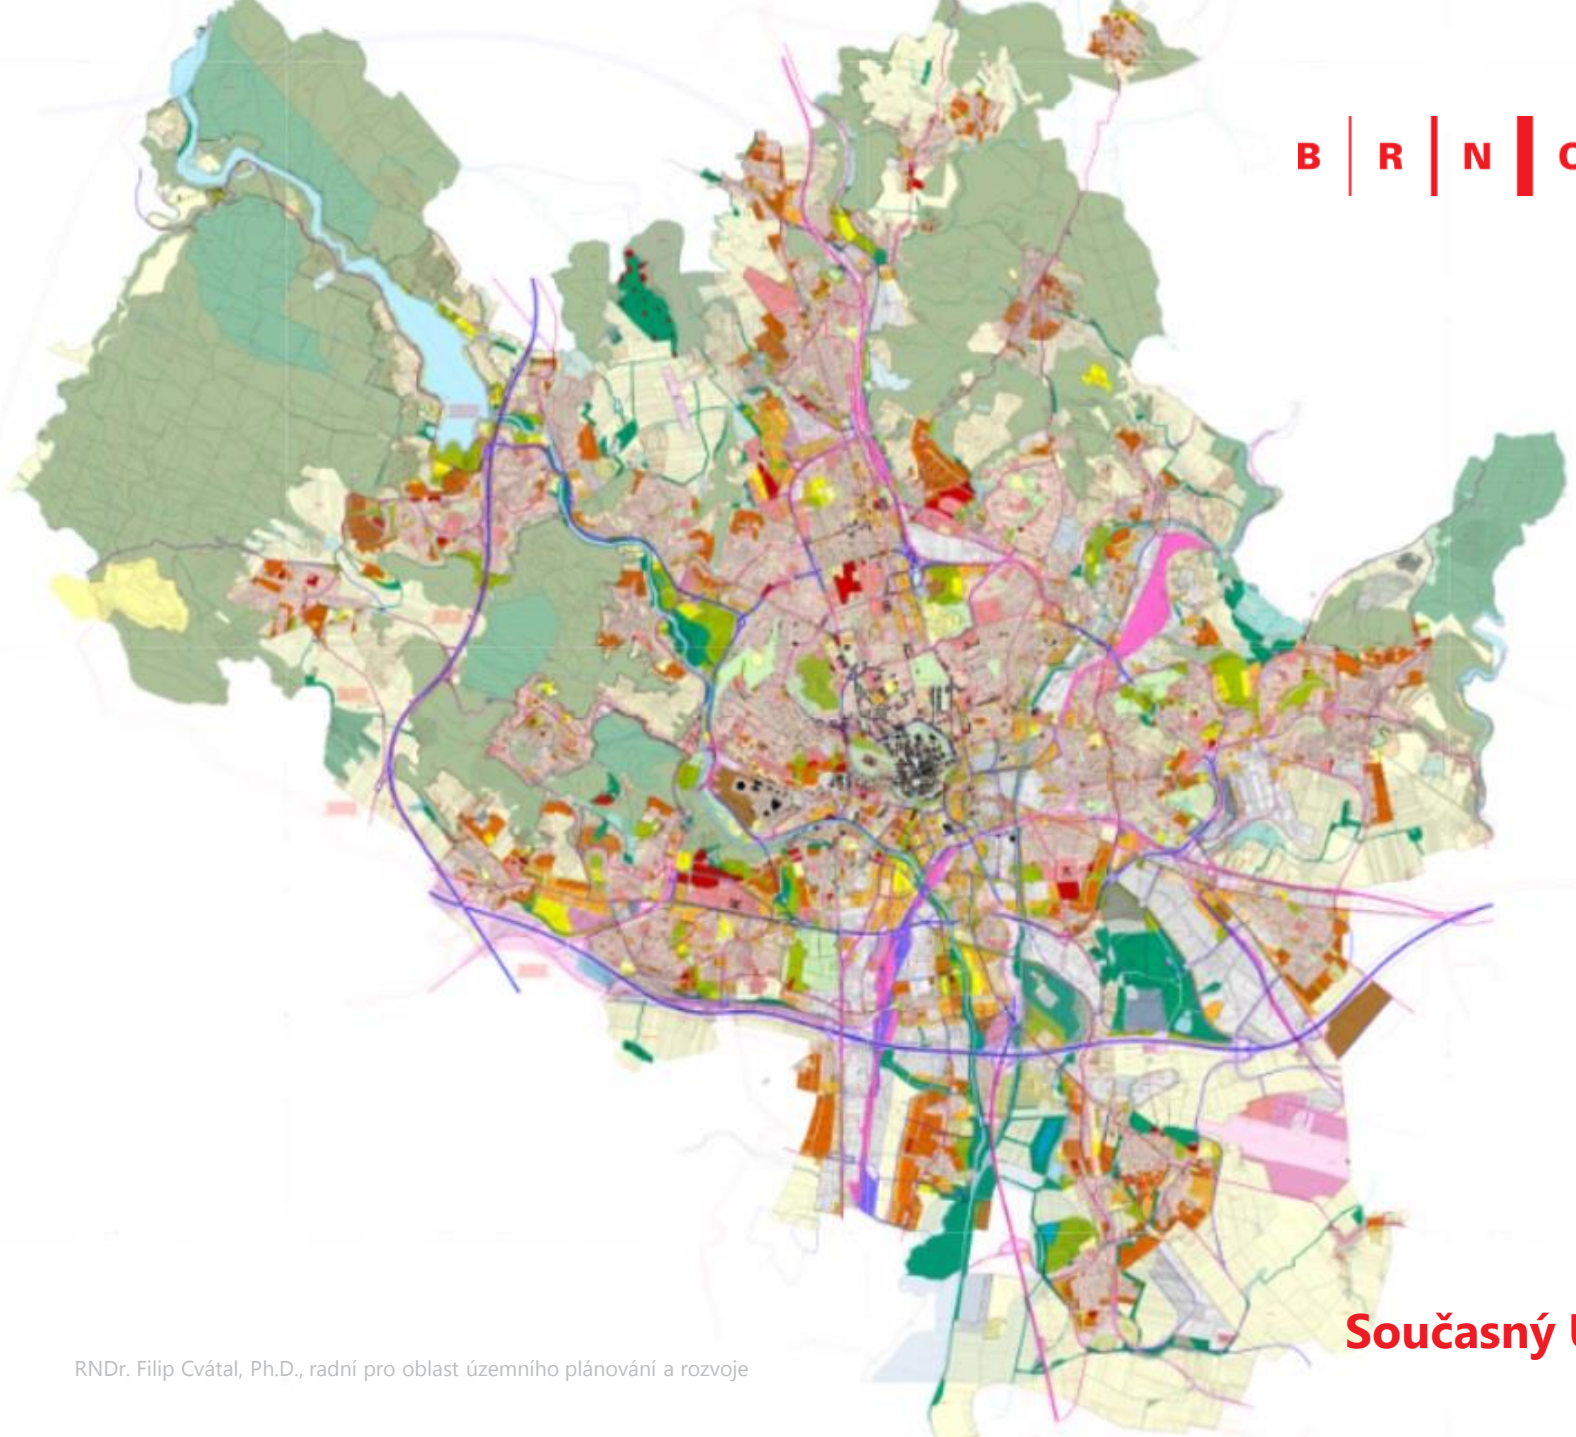 B R N O
Současný Ú
RNDr. Filip Cvátal, Ph.D., radní pro oblast územního plánování a rozvoje